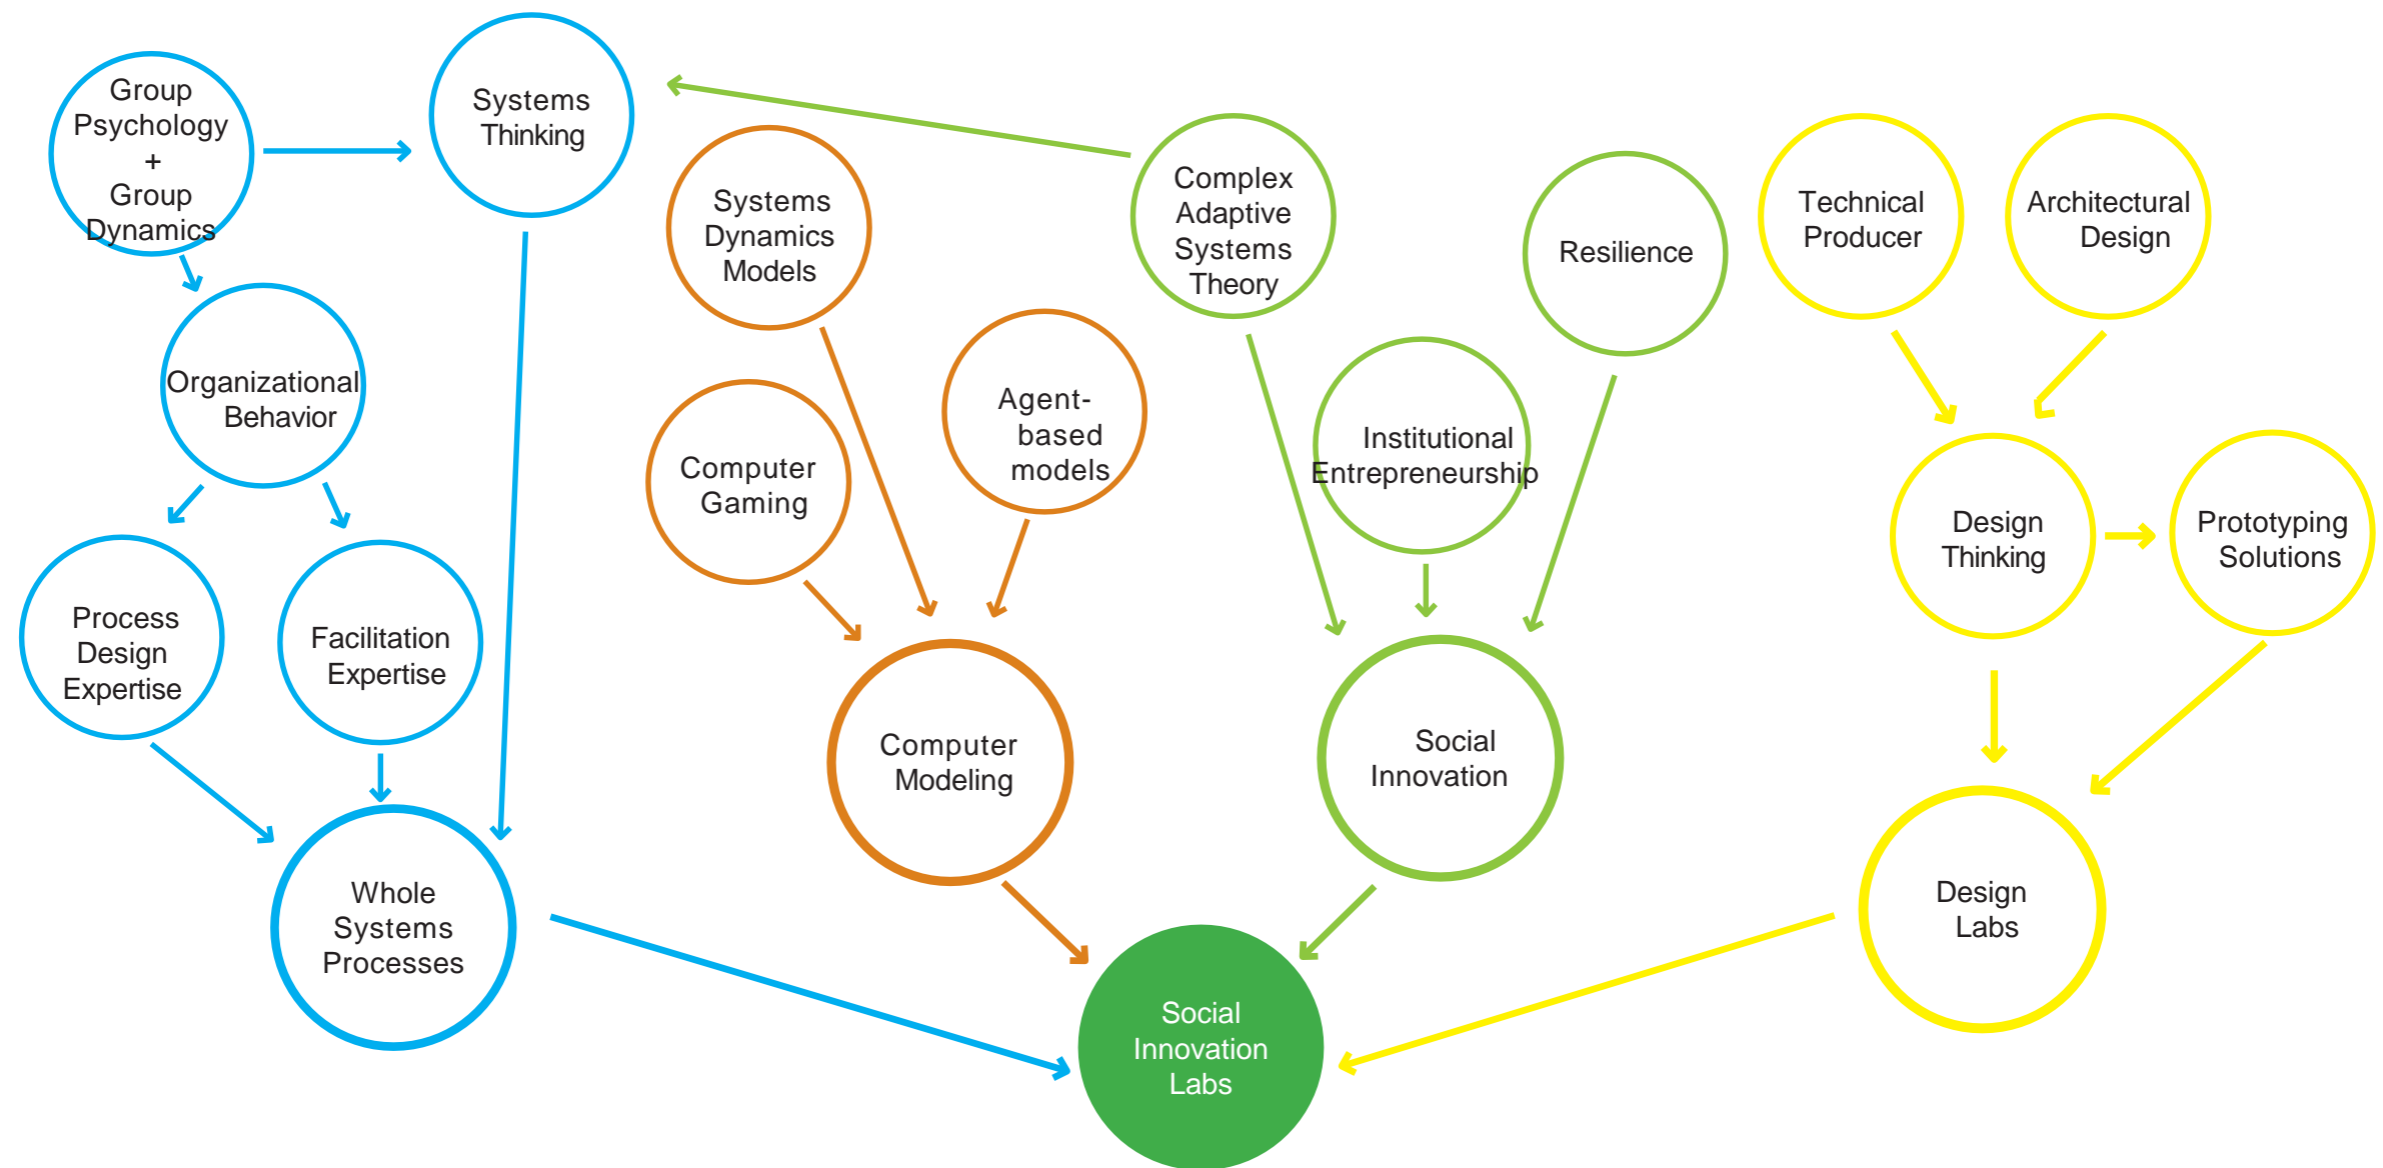 Group
Psychology
+
Group
Dynamics
Systems
Thinking
Organizational
Behavior
Process
Design
Expertise
Facilitation
Expertise
Whole
Systems
Processes
Systems
Dynamics
Models
Computer
Gaming
Agent-
based
models
Computer
Modeling
Complex
Adaptive
Systems
Theory
Institutional
Entrepreneurship
Resilience
Social
Innovation
Technical
Producer
Architectural
Design
Design
Thinking
Prototyping
Solutions
Design
Labs
Social
Innovation
Labs